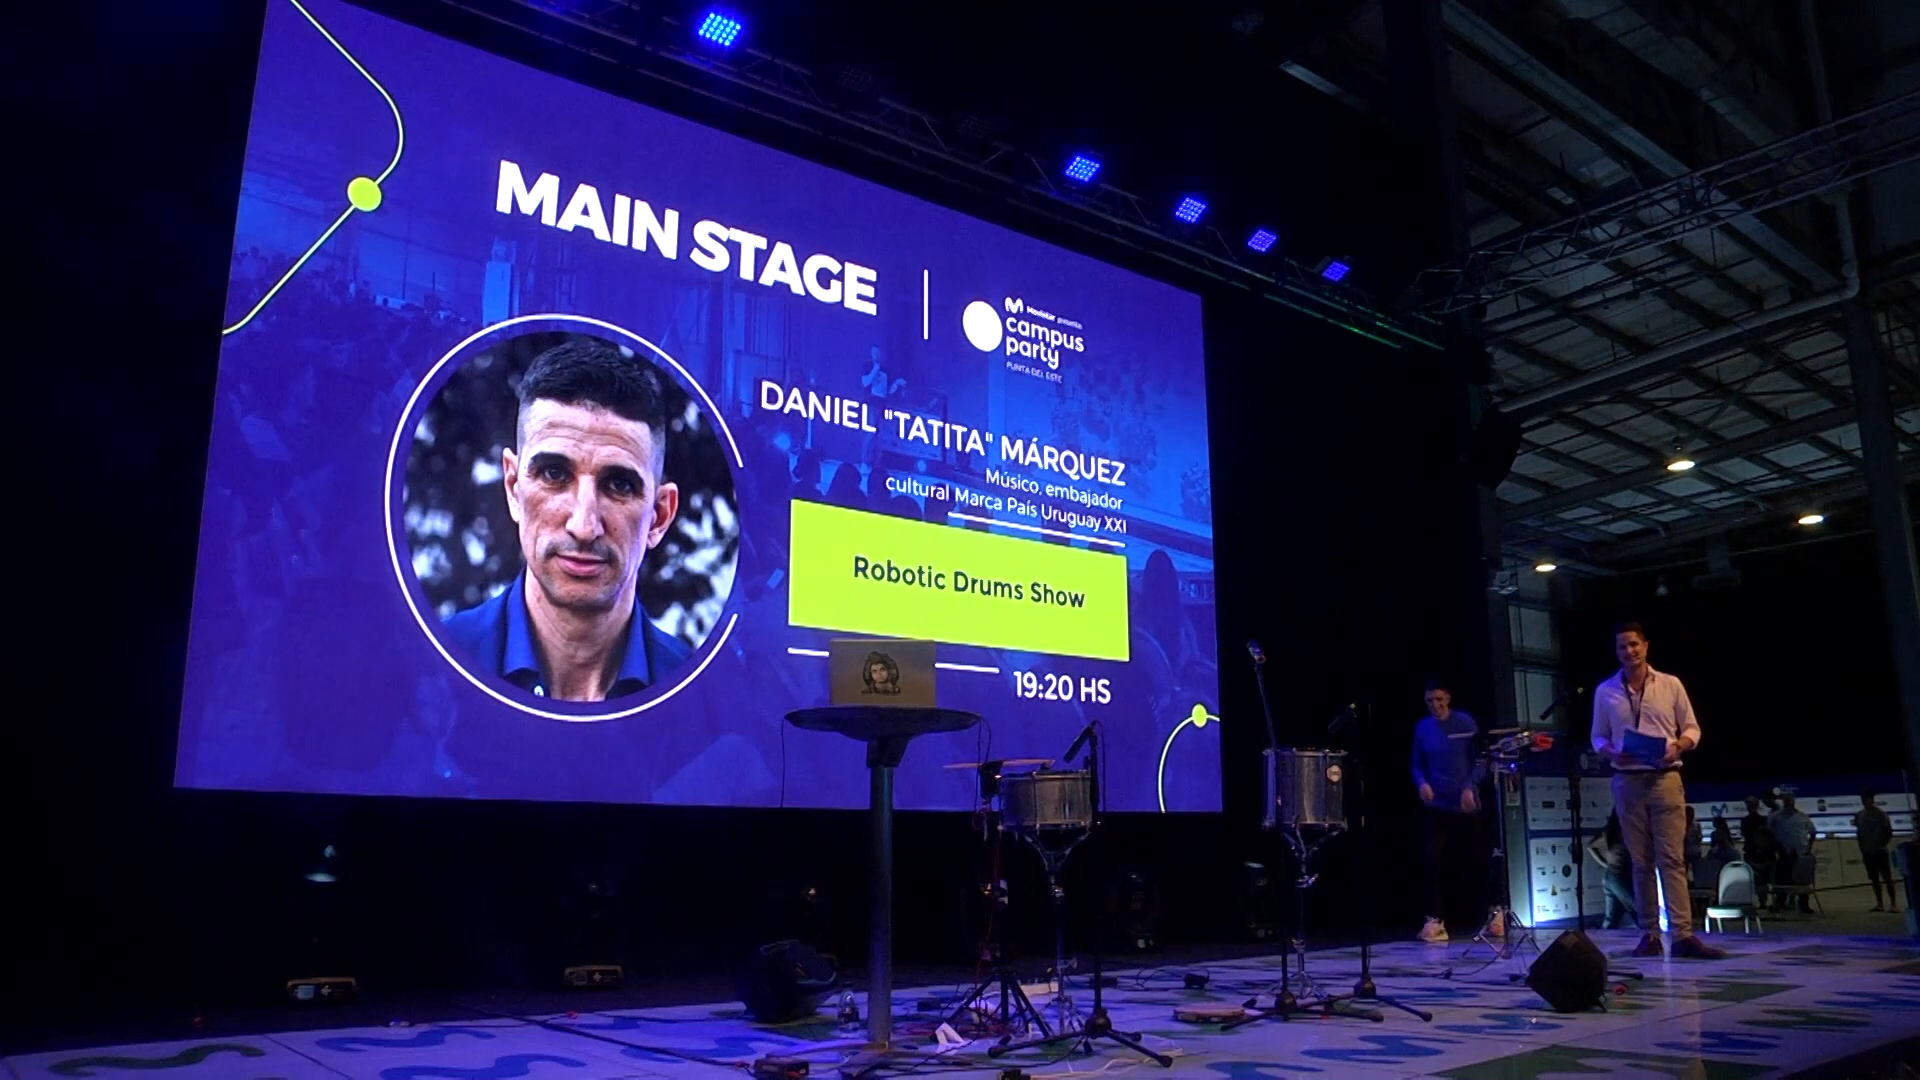 MAIN STAGE
Movistar presenta
campus
party
PUNTA DEL ESTE
DANIEL "TATITA" MÁRQUEZ
Músico, embajador
cultural Marca País Uruguay XXI
Robotic Drums Show
19:20 HS